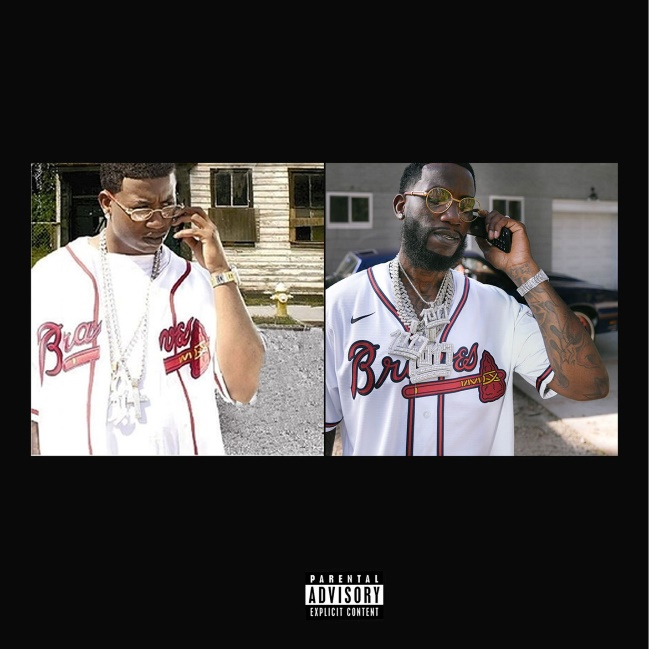 Braves
Braves
PARENTAL
ADVISORY
EXPLICIT CONTENT